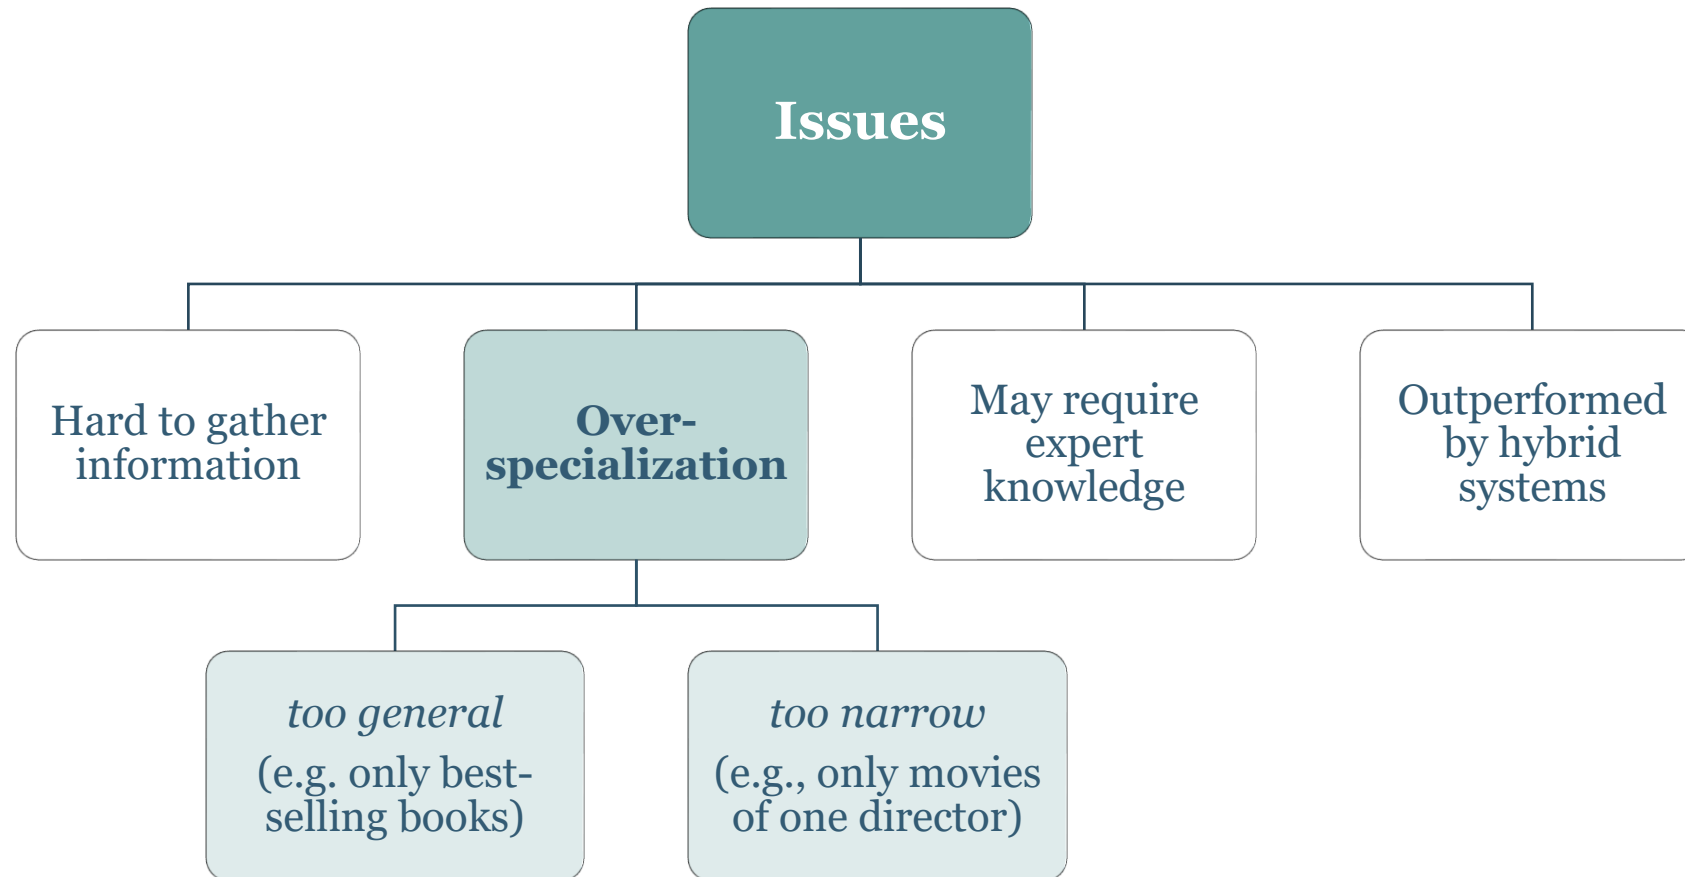 Issues
Hard to gather
information
Over-
specialization
May require
expert
knowledge
Outperformed
by hybrid
systems
too general
(e.g. only best-
selling books)
too narrow
(e.g., only movies
of one director)